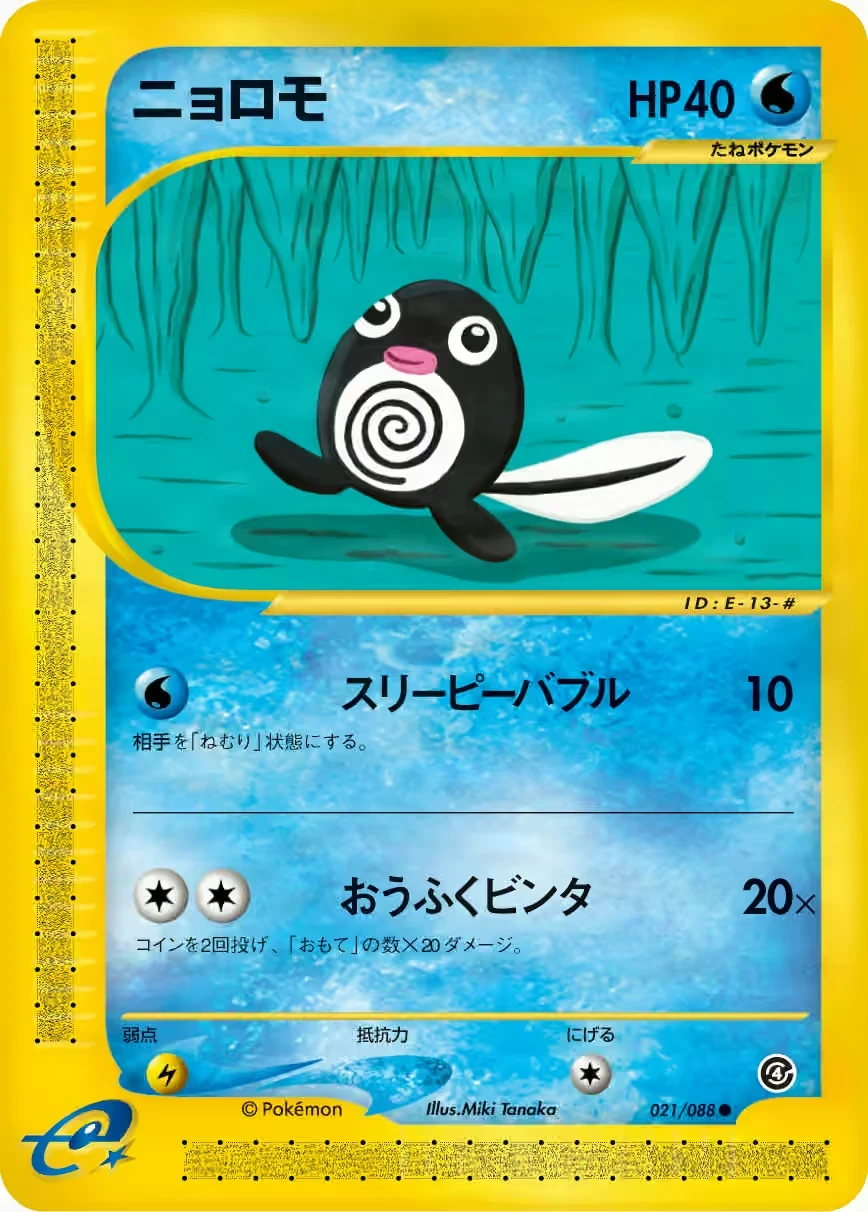 ニョロモ
HP40
たねポケモン
ID:E-13-#
スリーピーバブル 10
相手を「ねむり」状態にする。
おうふくビンタ 20×
コインを2回投げ、「おもて」の数×20ダメージ。
弱点 抵抗力 にげる
4
© Pokémon Illus.Miki Tanaka 021/088●
e